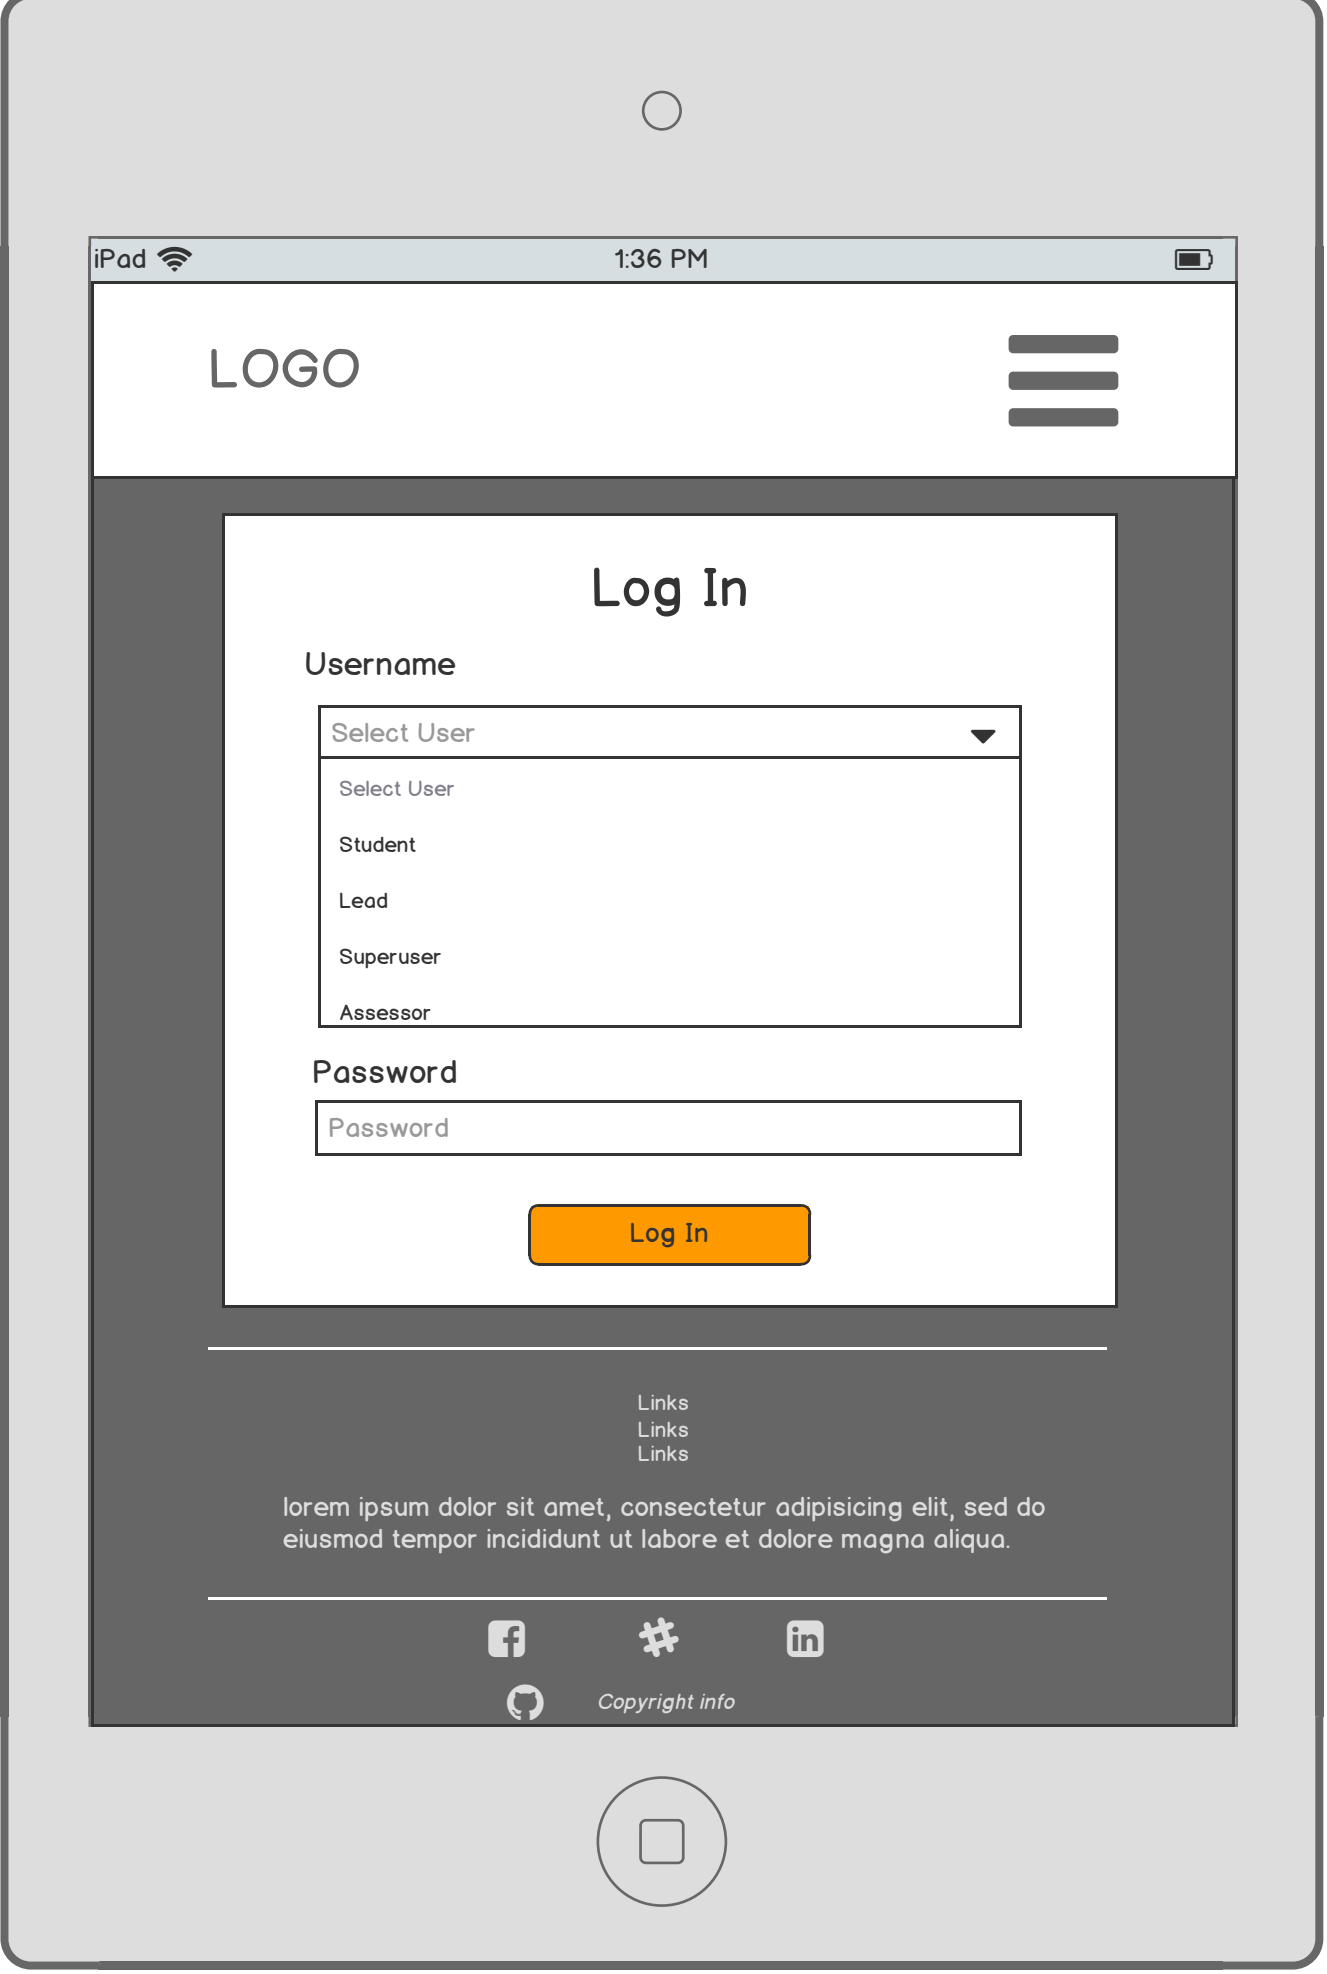 iPad 1:36 PM
LOGO
Log In
Username
Select User
Select User
Student
Lead
Superuser
Assessor
Password
Password
Log In
Links
Links
Links
lorem ipsum dolor sit amet, consectetur adipisicing elit, sed do
eiusmod tempor incididunt ut labore et dolore magna aliqua.
Copyright info